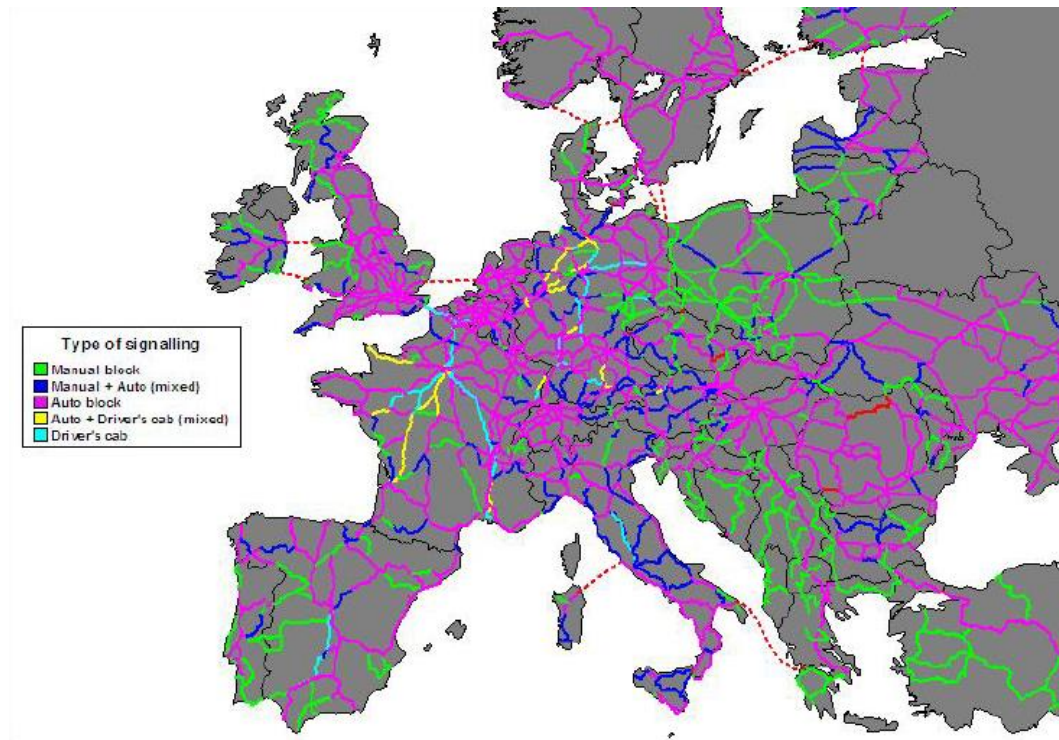 Type of signalling
Manual block
Manual + Auto (mixed)
Auto block
Auto + Driver's cab (mixed)
Driver's cab